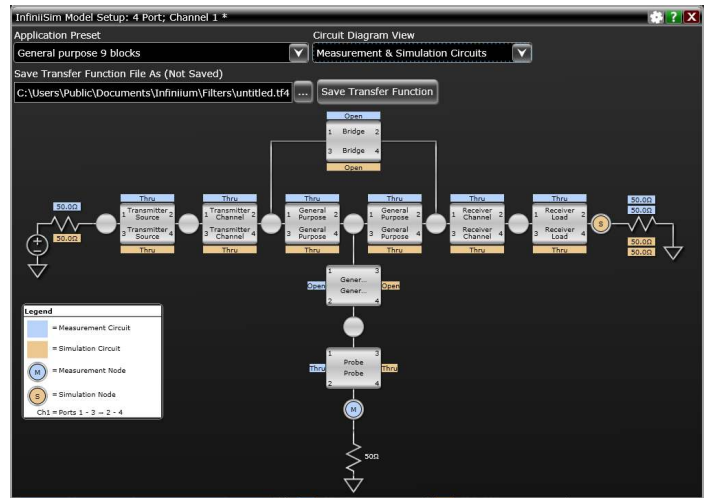 InfiniiSim Model Setup: 4 Port; Channel 1 *
?
X
Application Preset
Circuit Diagram View
General purpose 9 blocks
Measurement & Simulation Circuits
Save Transfer Function File As (Not Saved)
C:\Users\Public\Documents\Infiniium\Filters\untitled.tf4
...
Save Transfer Function
Open
1 Bridge 2
3 Bridge 4
Open
50.0Ω
50.0Ω
Thru
1 Transmitter Source 2
3 Transmitter Source 4
Thru
Thru
1 Transmitter Channel 2
3 Transmitter Channel 4
Thru
Thru
1 General Purpose 2
3 General Purpose 4
Thru
Thru
1 General Purpose 2
3 General Purpose 4
Thru
Thru
1 Receiver Channel 2
3 Receiver Channel 4
Thru
Thru
1 Receiver Load 2
3 Receiver Load 4
Thru
S
50.0Ω
50.0Ω
50.0Ω
50.0Ω
1 3
Open Gener... Open
Gener...
2 4
1 3
Thru Probe Thru
Probe
2 4
M
50Ω
Legend
= Measurement Circuit
= Simulation Circuit
M = Measurement Node
S = Simulation Node
Ch1 = Ports 1 - 3 → 2 - 4